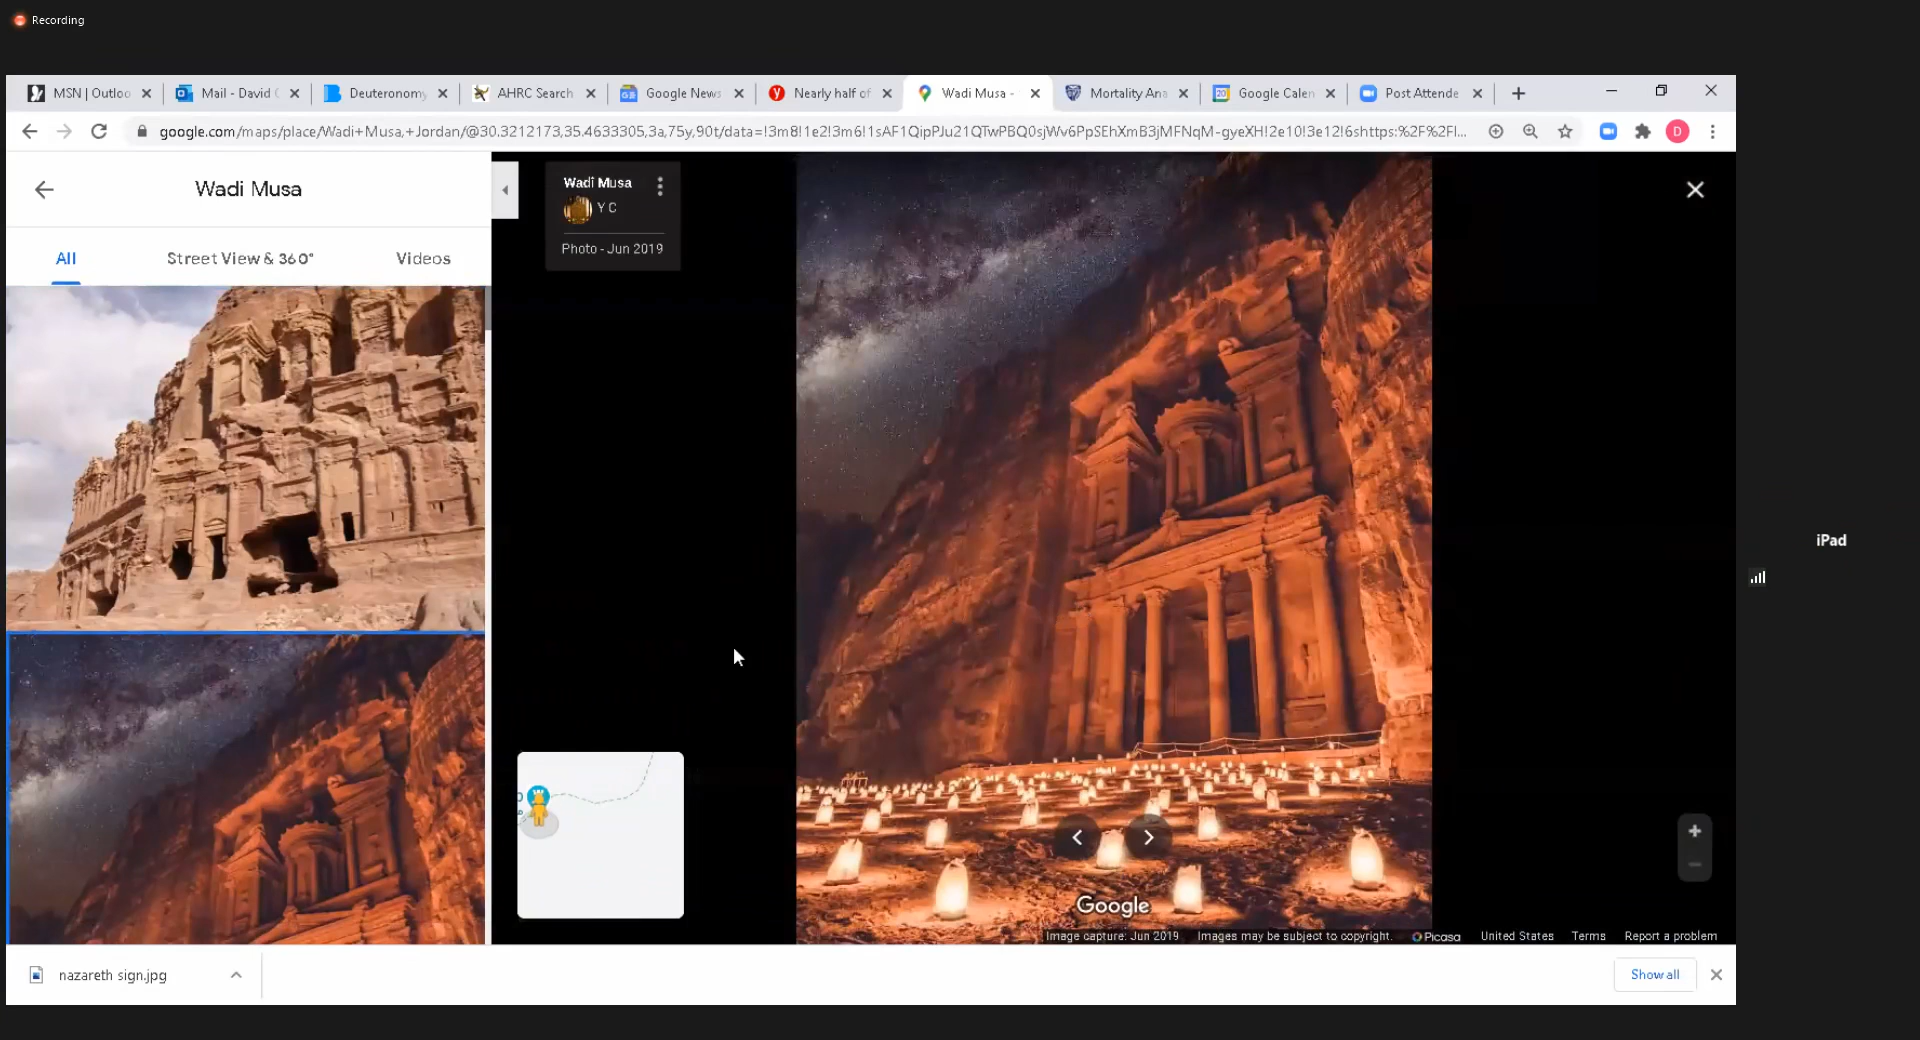 Recording
MSN | Outloo
Mail - David
Deuteronomy
AHRC Search
Google News
Nearly half of
Wadi Musa -
Mortality Ana
Google Calen
Post Attende
google.com/maps/place/Wadi+Musa,+Jordan/@30.3212173,35.4633305,3a,75y,90t/data=!3m8!1e2!3m6!1sAF1QipPJu21QTwPBQ0sjWv6PpSEhXmB3jMFNqM-gyeXH!2e10!3e12!6shttps:%2F%2Fl...
D
Wadi Musa
All
Street View & 360°
Videos
Wadi Musa
Y C
Photo - Jun 2019
iPad
Google
Image capture: Jun 2019 Images may be subject to copyright. Picasa United States Terms Report a problem
nazareth sign.jpg
Show all